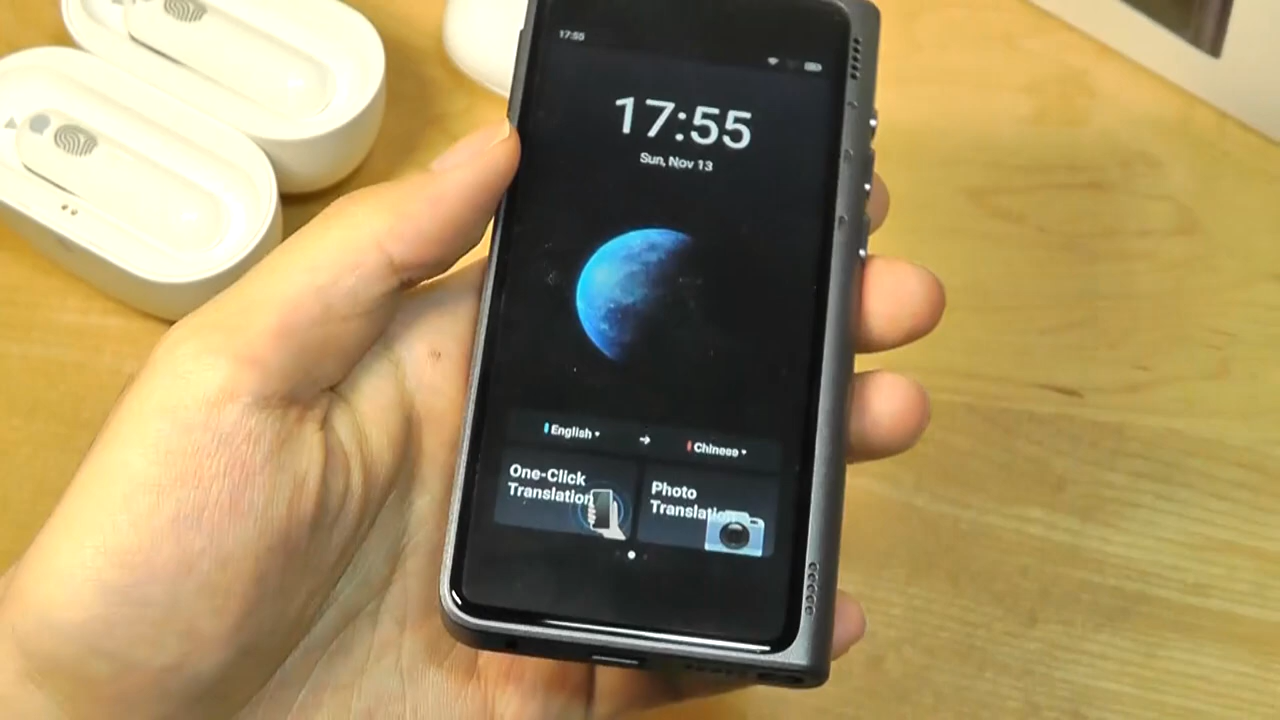 17:55
17:55
Sun, Nov 13
English
Chinese
One-Click
Translation
Photo
Translation